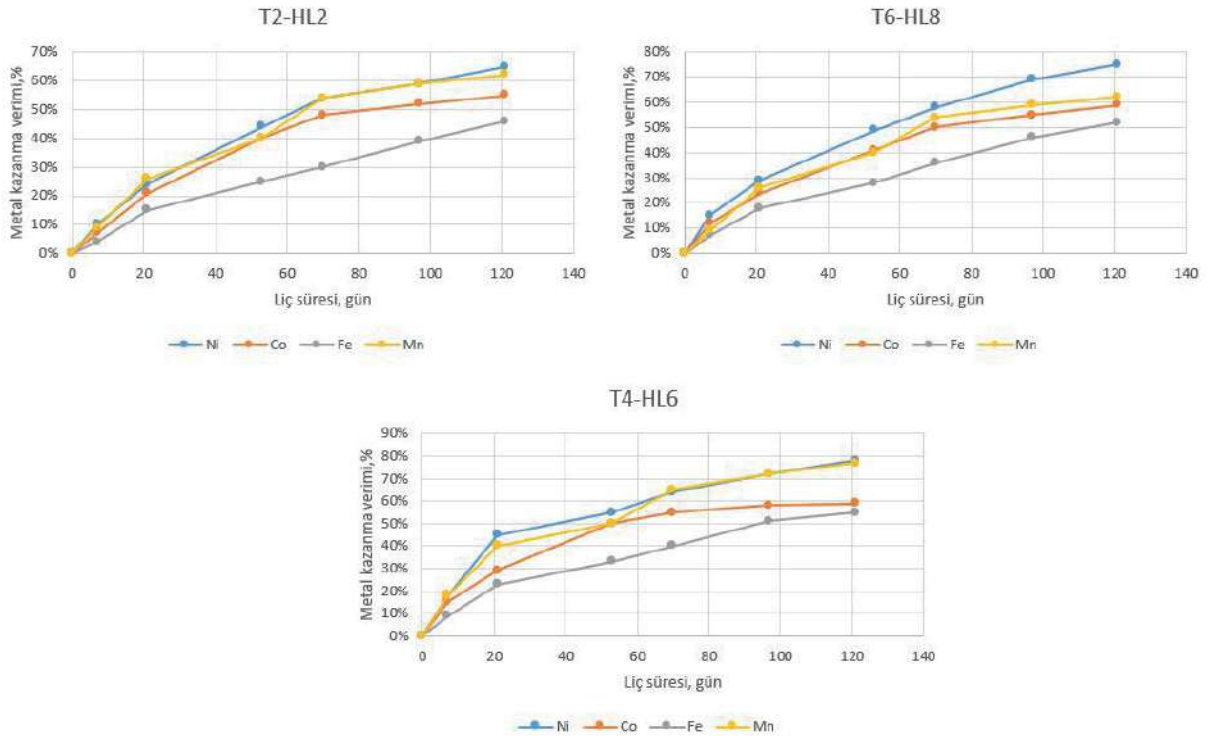 T2-HL2
Metal kazanma verimi,%
70%
60%
50%
40%
30%
20%
10%
0%
0 20 40 60 80 100 120 140
Liç süresi, gün
Ni Co Fe Mn
T6-HL8
Metal kazanma verimi,%
80%
70%
60%
50%
40%
30%
20%
10%
0%
0 20 40 60 80 100 120 140
Liç süresi, gün
Ni Co Fe Mn
T4-HL6
Metal kazanma verimi,%
90%
80%
70%
60%
50%
40%
30%
20%
10%
0%
0 20 40 60 80 100 120 140
Liç süresi, gün
Ni Co Fe Mn